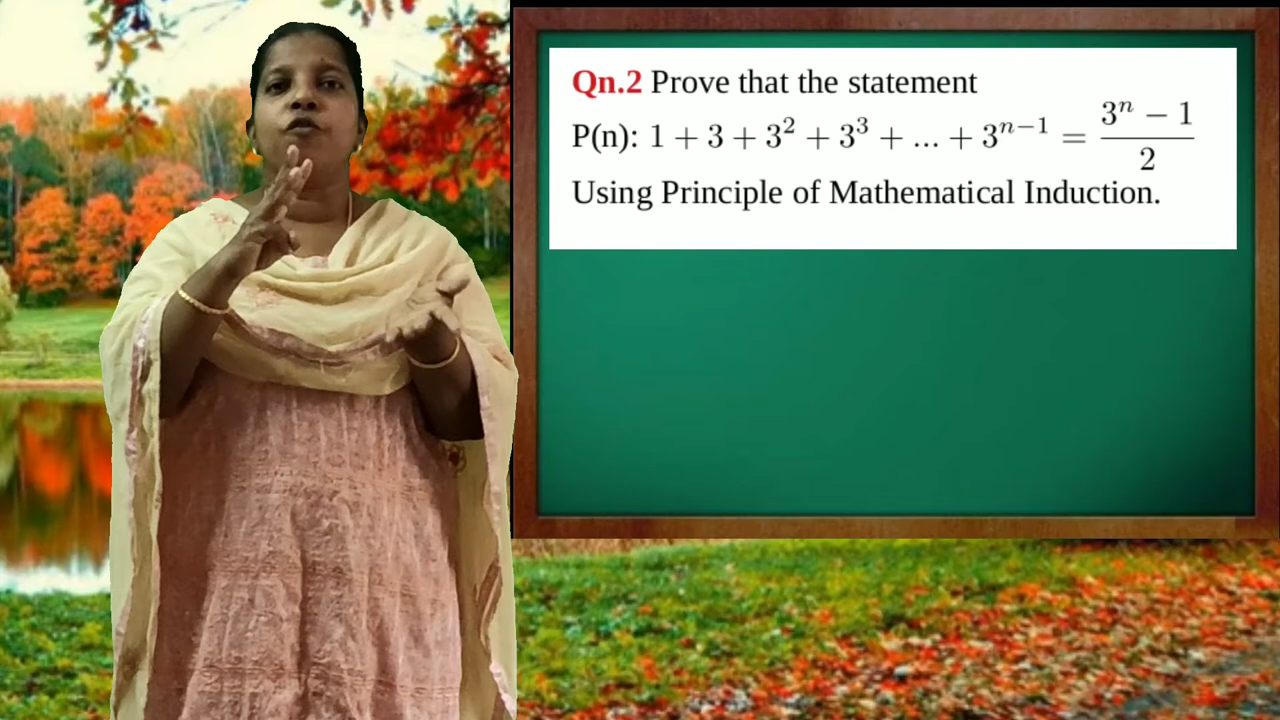 Qn.2 Prove that the statement
P(n): 1 + 3 + 3² + 3³ + ... + 3ⁿ⁻¹ = (3ⁿ − 1)/2
Using Principle of Mathematical Induction.